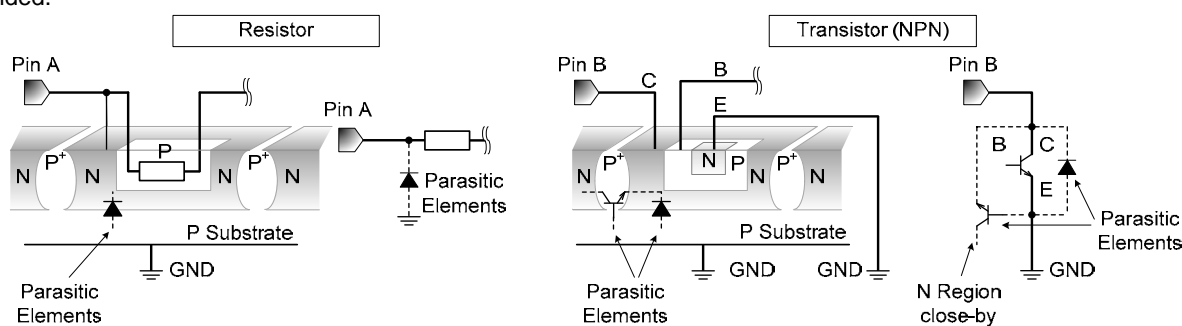 Resistor
Pin A
N
P+
N
P
N
P+
N
Parasitic
Elements
P Substrate
GND
Pin A
Parasitic
Elements
Transistor (NPN)
Pin B
C
B
E
N
P+
N
P
N
P+
N
P Substrate
GND
GND
Parasitic
Elements
Pin B
B
C
E
Parasitic
Elements
GND
N Region
close-by